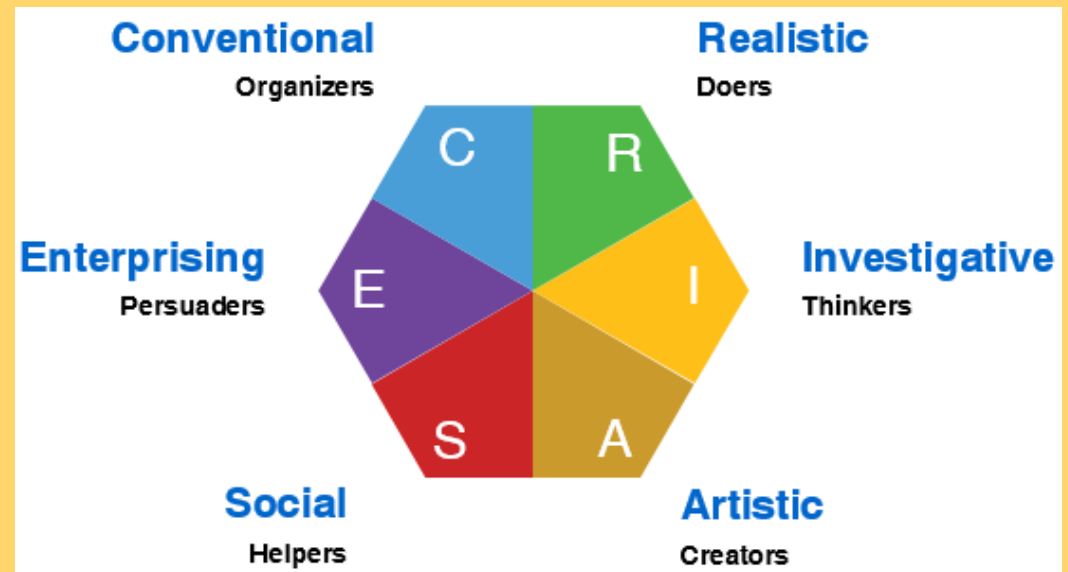 Conventional
Organizers
Realistic
Doers
C
R
Enterprising
Persuaders
E
I
Investigative
Thinkers
S
A
Social
Helpers
Artistic
Creators